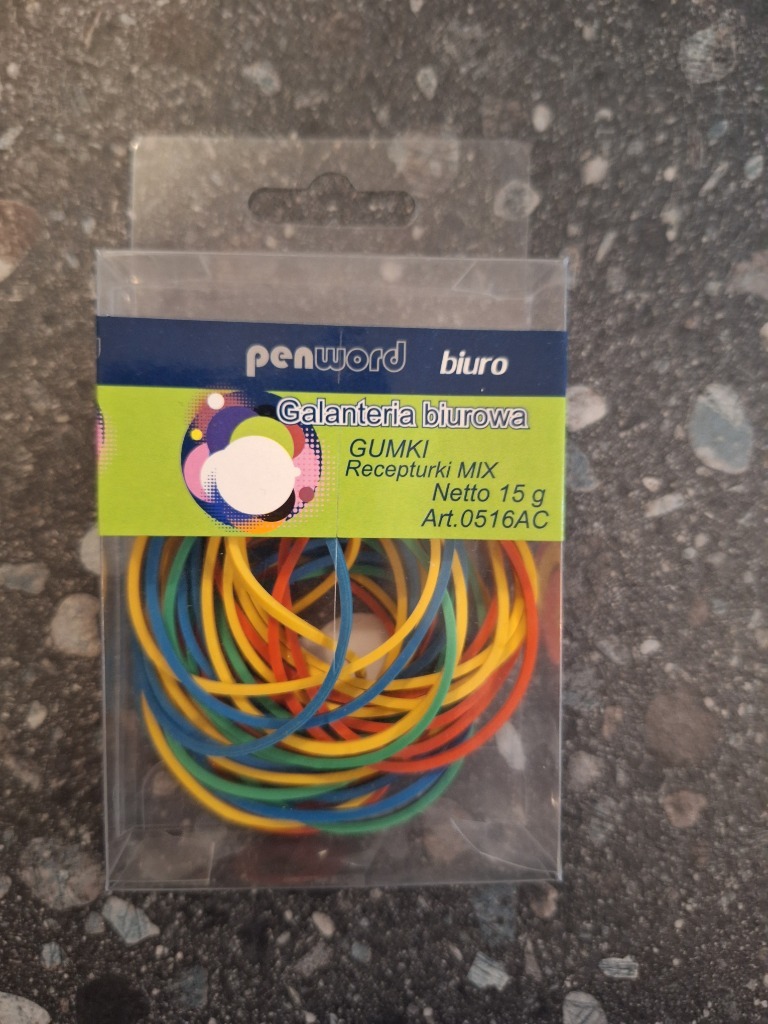 penword biuro
Galanteria biurowa
GUMKI
Recepturki MIX
Netto 15 g
Art.0516AC